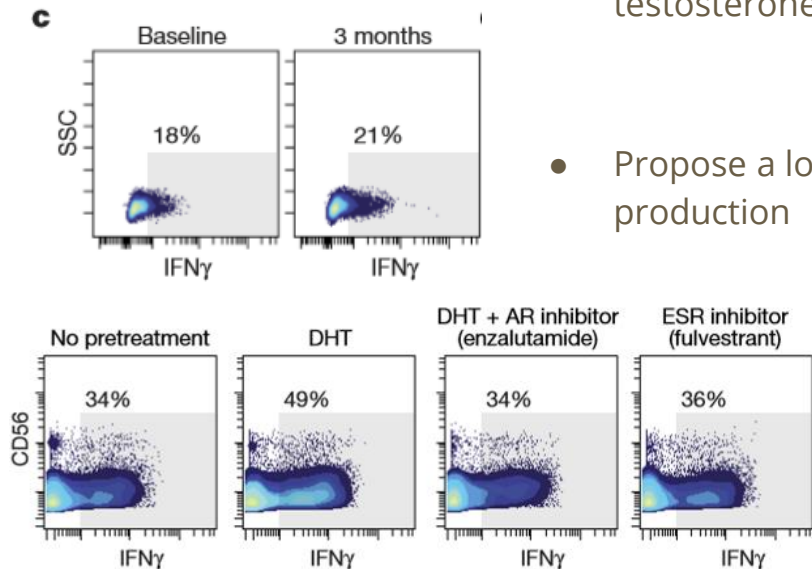 c
Baseline
3 months
SSC
18%
21%
IFNγ
IFNγ
testosterone
• Propose a lo
production
No pretreatment
DHT
DHT + AR inhibitor
(enzalutamide)
ESR inhibitor
(fulvestrant)
CD56
34%
49%
34%
36%
IFNγ
IFNγ
IFNγ
IFNγ